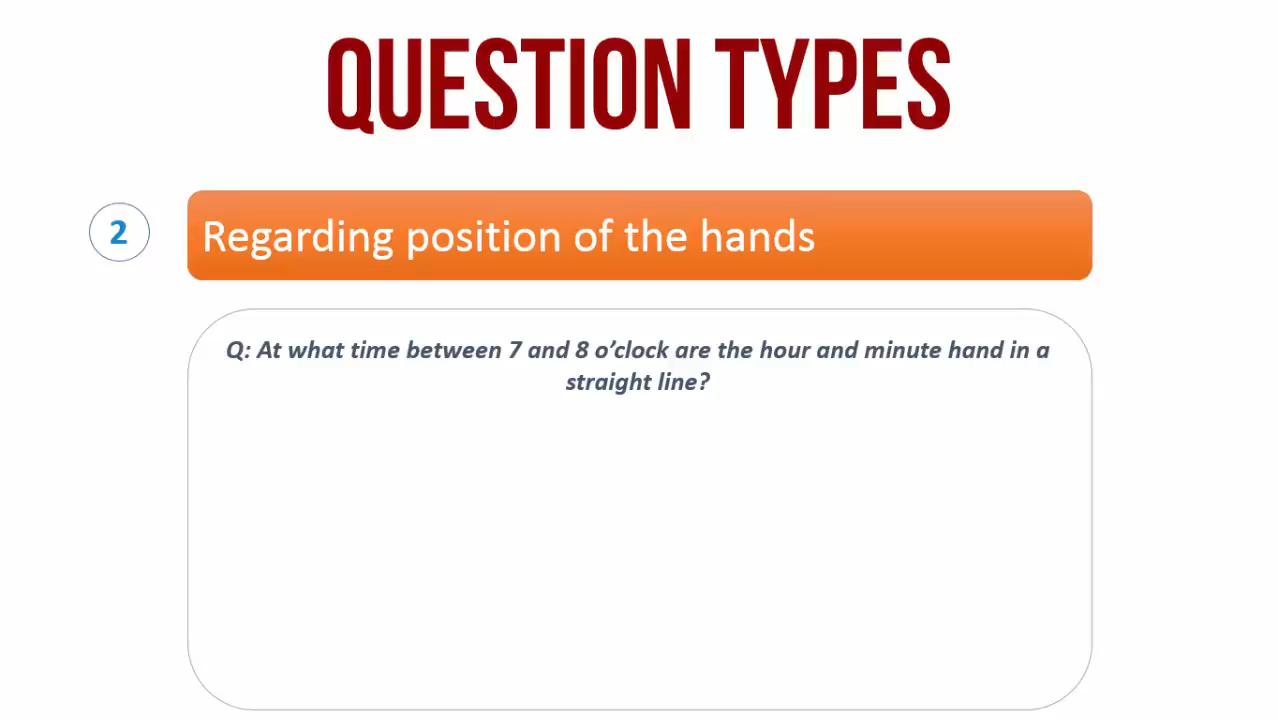 QUESTION TYPES
2
Regarding position of the hands
Q: At what time between 7 and 8 o’clock are the hour and minute hand in a
straight line?